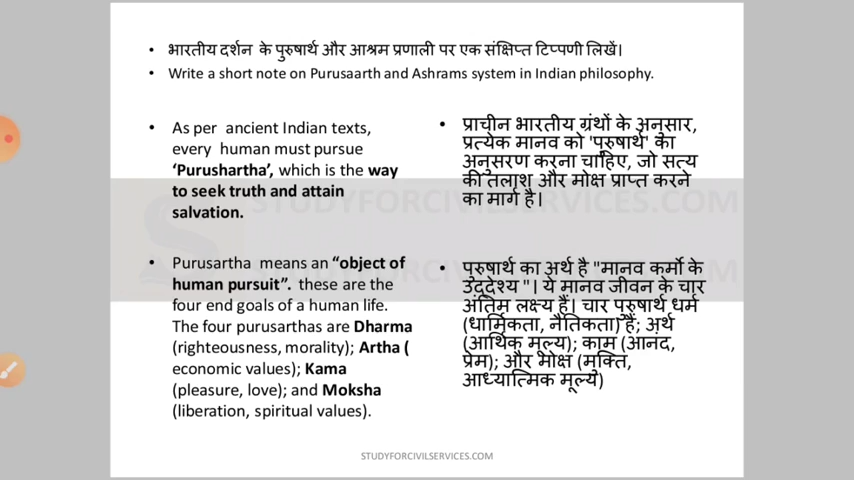 भारतीय दर्शन के पुरुषार्थ और आश्रम प्रणाली पर एक संक्षिप्त टिप्पणी लिखें।
Write a short note on Purusaarth and Ashrams system in Indian philosophy.
As per ancient Indian texts,
every human must pursue
‘Purushartha’, which is the way
to seek truth and attain
salvation.
Purusartha means an “object of
human pursuit”. these are the
four end goals of a human life.
The four purusarthas are Dharma
(righteousness, morality); Artha (
economic values); Kama
(pleasure, love); and Moksha
(liberation, spiritual values).
प्राचीन भारतीय ग्रंथों के अनुसार,
प्रत्येक मानव को 'पुरुषार्थ' का
अनुसरण करना चाहिए, जो सत्य
की तलाश और मोक्ष प्राप्त करने
का मार्ग है।
पुरुषार्थ का अर्थ है "मानव कर्मो के
उद्देश्य "। ये मानव जीवन के चार
अंतिम लक्ष्य हैं। चार पुरुषार्थ धर्म
(धार्मिकता, नैतिकता) हैं; अर्थ
(आर्थिक मूल्य); काम (आनंद,
प्रेम); और मोक्ष (मुक्ति,
आध्यात्मिक मूल्य)
STUDYFORCIVILSERVICES.COM
STUDYFORCIVILSERVICES.COM
STUDYFORCIVILSERVICES.COM